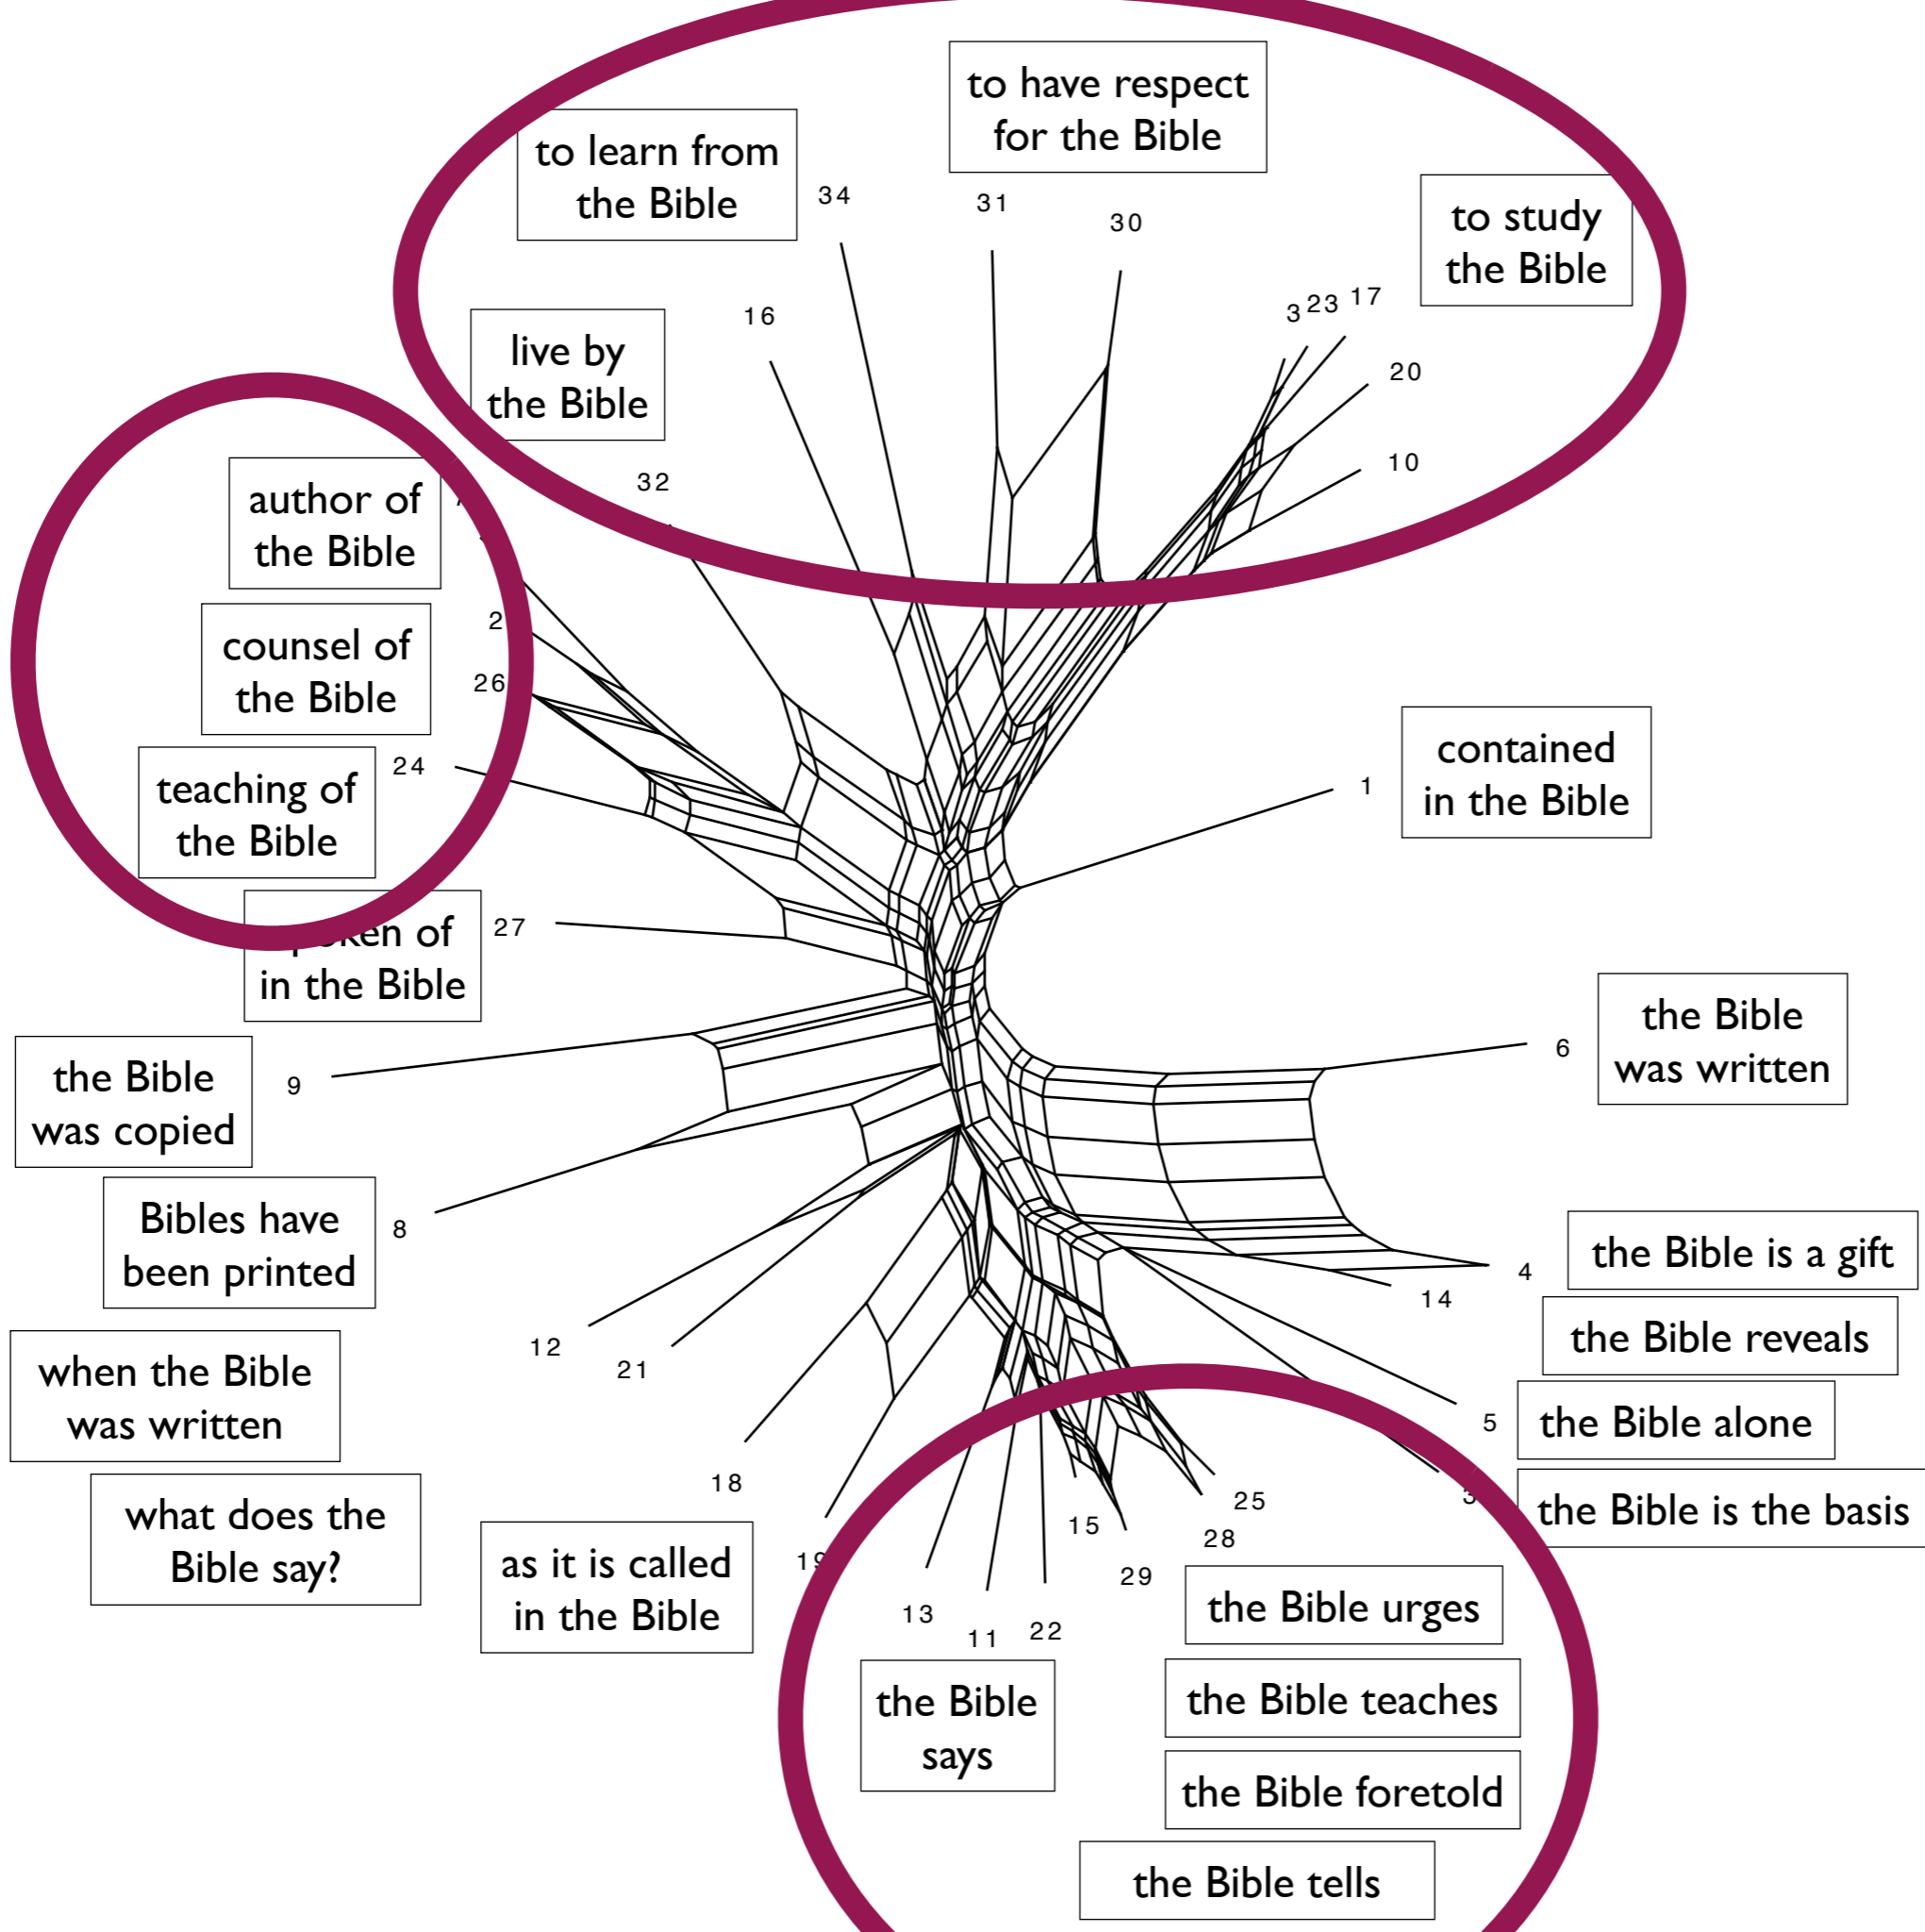 to have respect
for the Bible
to learn from
the Bible
34
31
30
to study
the Bible
16
3
23
17
live by
the Bible
20
32
10
author of
the Bible
counsel of
the Bible
2
26
teaching of
the Bible
24
contained
in the Bible
1
of
in the Bible
27
the Bible
was written
6
the Bible
was copied
9
Bibles have
been printed
8
the Bible is a gift
4
14
the Bible reveals
12
21
when the Bible
was written
5
the Bible alone
18
25
3
the Bible is the basis
15
28
what does the
Bible say?
as it is called
in the Bible
19
29
13
11
22
the Bible urges
the Bible
says
the Bible teaches
the Bible foretold
the Bible tells